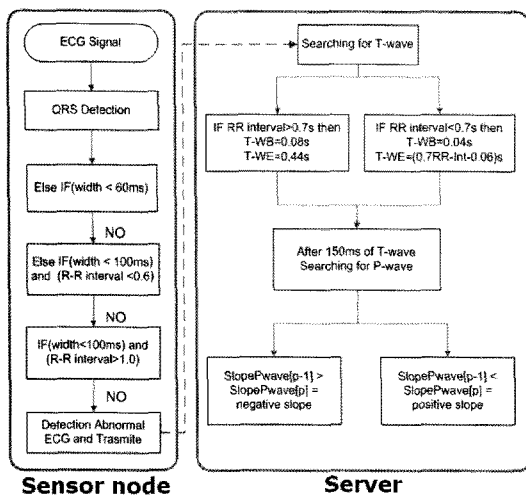 ECG Signal
QRS Detection
Else IF(width < 60ms)
NO
Else IF(width < 100ms)
and (R-R interval <0.6)
NO
IF(width<100ms) and
(R-R interval>1.0)
NO
Detection Abnormal
ECG and Trasmite
Sensor node
Searching for T-wave
IF RR interval>0.7s then
T-WB=0.08s
T-WE=0.44s
IF RR interval<0.7s then
T-WB=0.04s
T-WE=(0.7RR-Int-0.06)s
After 150ms of T-wave
Searching for P-wave
SlopePwave[p-1] >
SlopePwave[p] =
negative slope
SlopePwave[p-1] <
SlopePwave[p] =
positive slope
Server